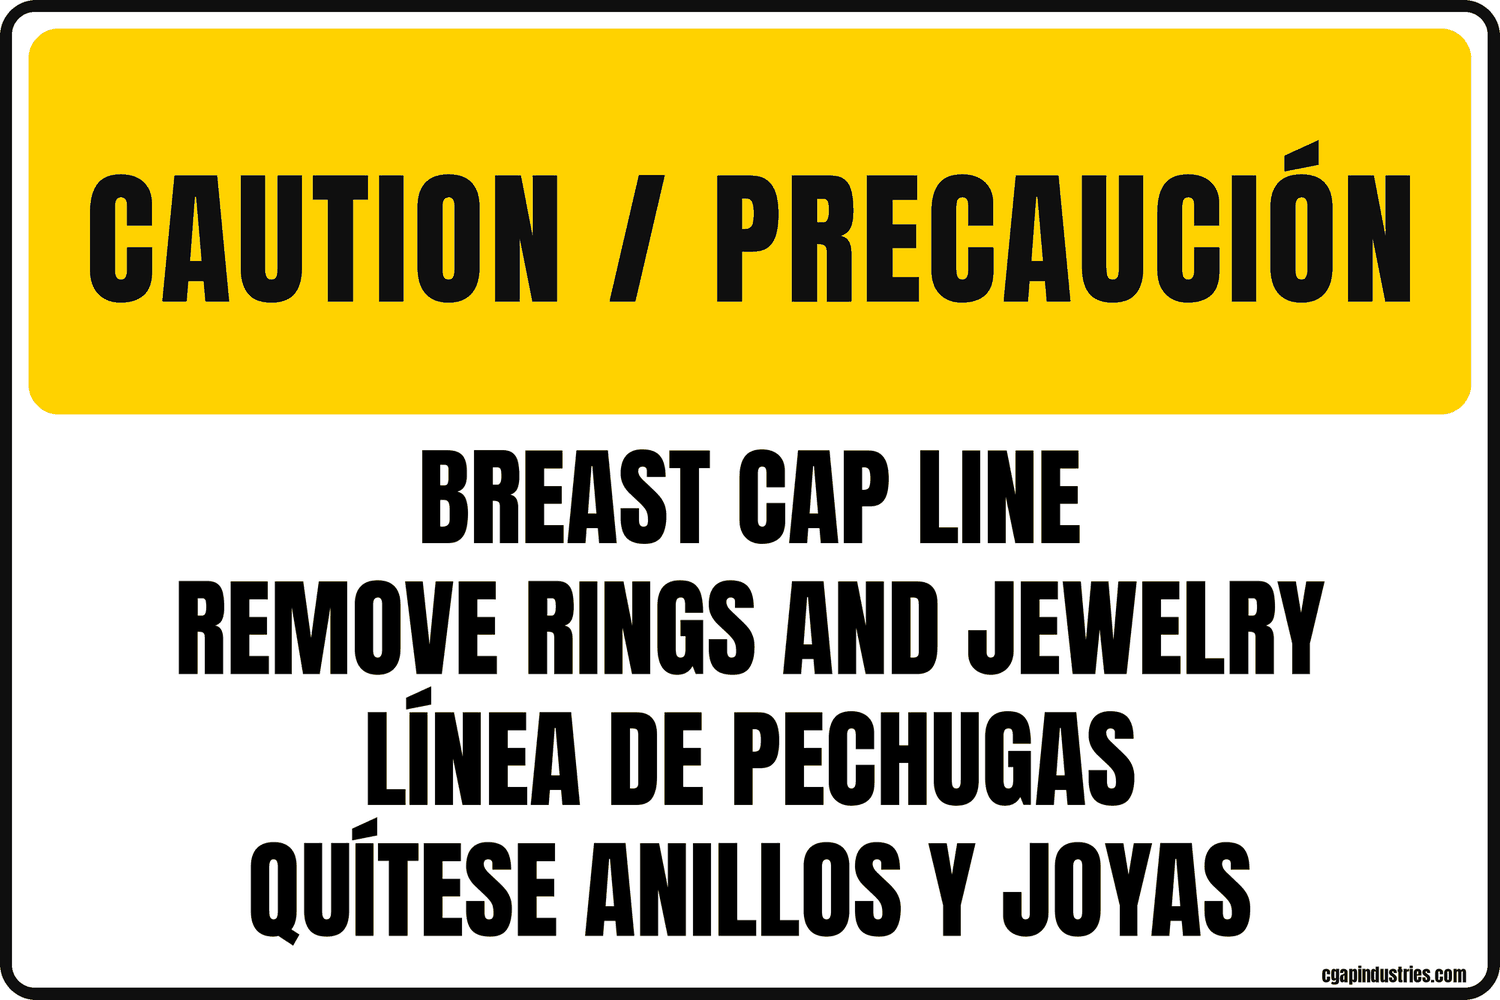 CAUTION / PRECAUCIÓN
BREAST CAP LINE
REMOVE RINGS AND JEWELRY
LÍNEA DE PECHUGAS
QUÍTESE ANILLOS Y JOYAS
cgapindustries.com